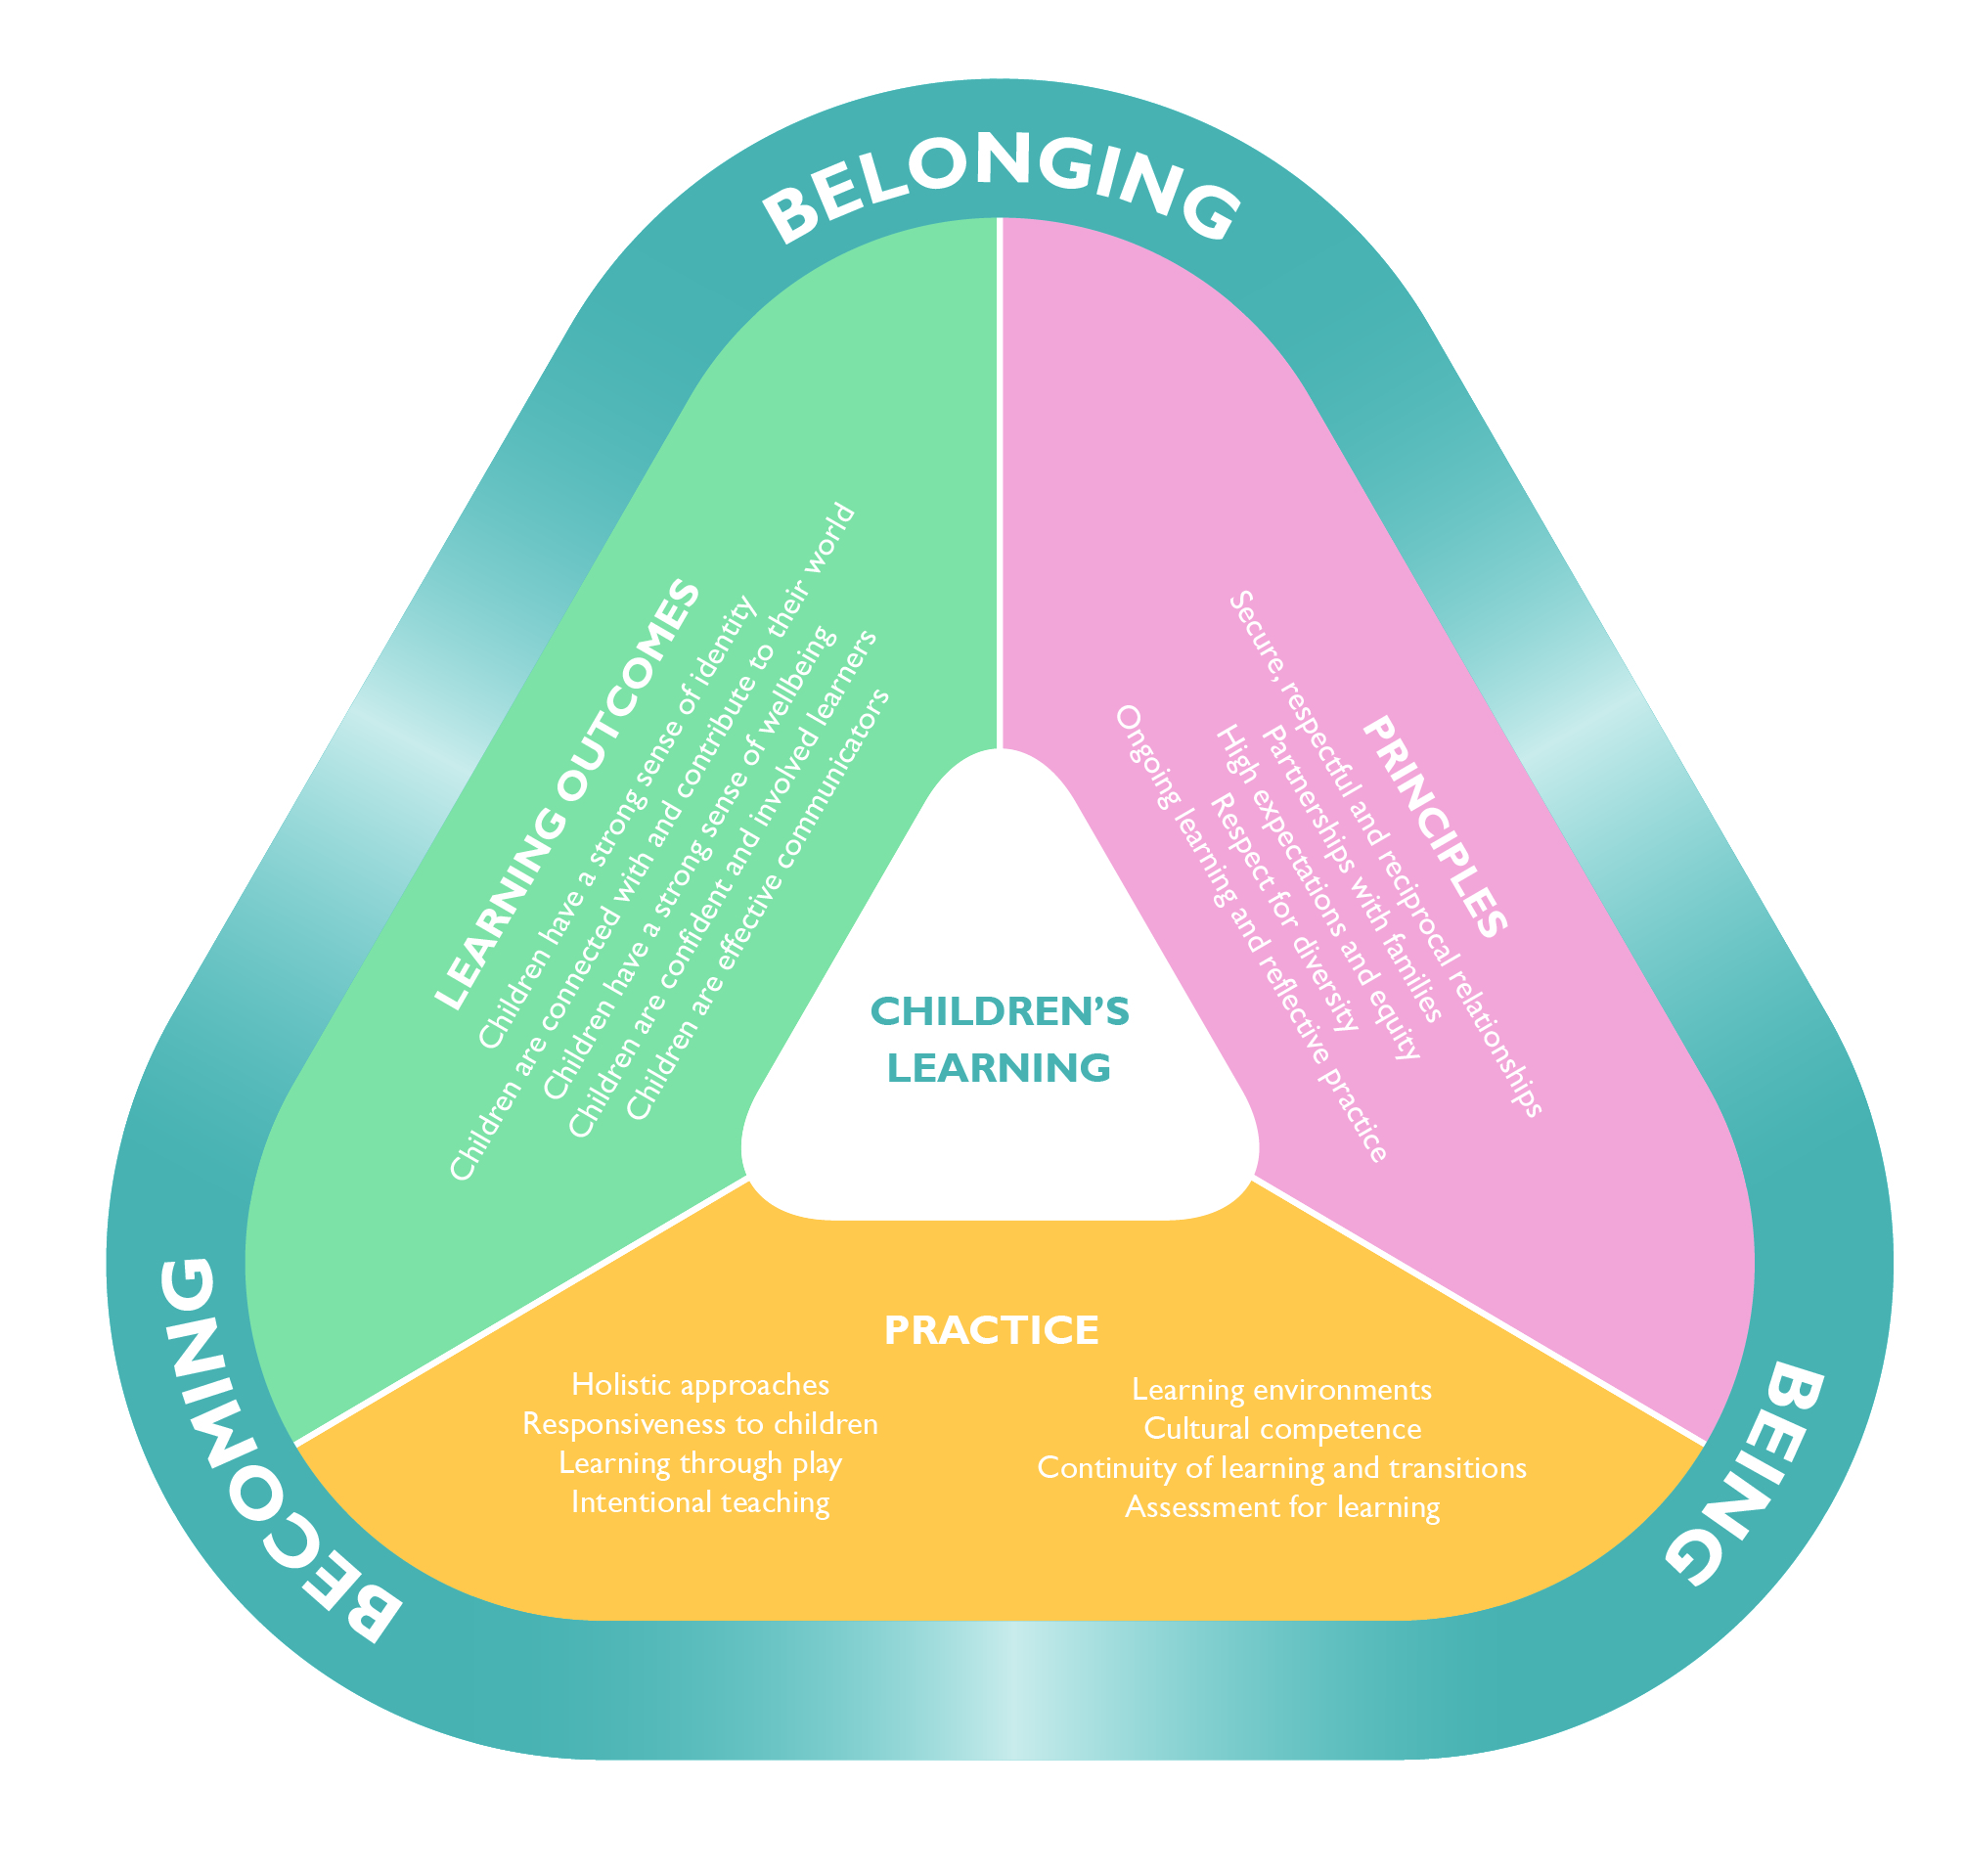 BELONGING
LEARNING OUTCOMES
Children have a strong sense of identity
Children are connected with and contribute to their world
Children have a strong sense of wellbeing
Children are confident and involved learners
Children are effective communicators
PRINCIPLES
Secure, respectful and reciprocal relationships
Partnerships with families
High expectations and equity
Respect for diversity
Ongoing learning and reflective practice
CHILDREN’S
LEARNING
PRACTICE
Holistic approaches
Responsiveness to children
Learning through play
Intentional teaching
Learning environments
Cultural competence
Continuity of learning and transitions
Assessment for learning
BEING
BECOMING